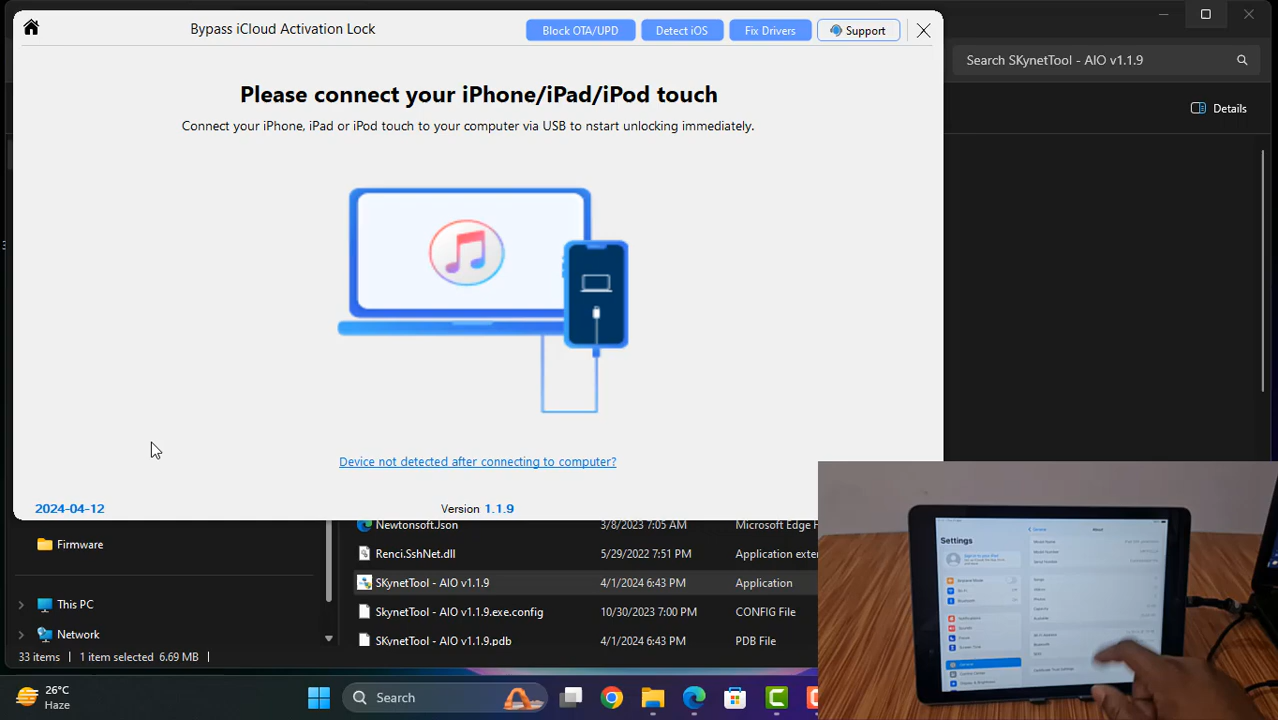 Bypass iCloud Activation Lock
Block OTA/UPD
Detect iOS
Fix Drivers
Support
Search SKynetTool - AIO v1.1.9
Details
Please connect your iPhone/iPad/iPod touch
Connect your iPhone, iPad or iPod touch to your computer via USB to nstart unlocking immediately.
Device not detected after connecting to computer?
2024-04-12
Version 1.1.9
Newtonsoft.Json 3/8/2023 7:05 AM Microsoft Edge
Firmware
Renci.SshNet.dll 5/29/2022 7:51 PM Application exten
SKynetTool - AIO v1.1.9 4/1/2024 6:43 PM Application
This PC
SkynetTool - AIO v1.1.9.exe.config 10/30/2023 7:00 PM CONFIG File
Network
SKynetTool - AIO v1.1.9.pdb 4/1/2024 6:43 PM PDB File
33 items 1 item selected 6.69 MB
26°C
Haze
Search
Settings
General
About